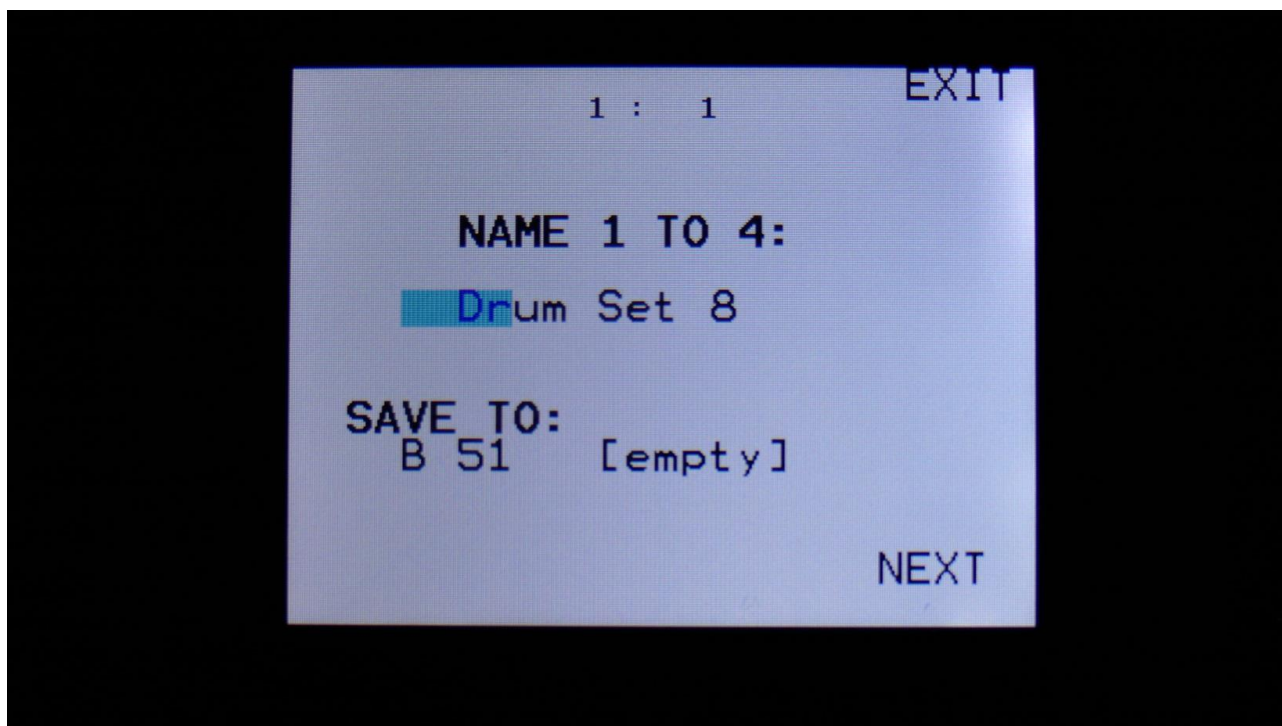 EXIT
1 : 1
NAME 1 TO 4:
Drum Set 8
SAVE TO:
B 51 [empty]
NEXT